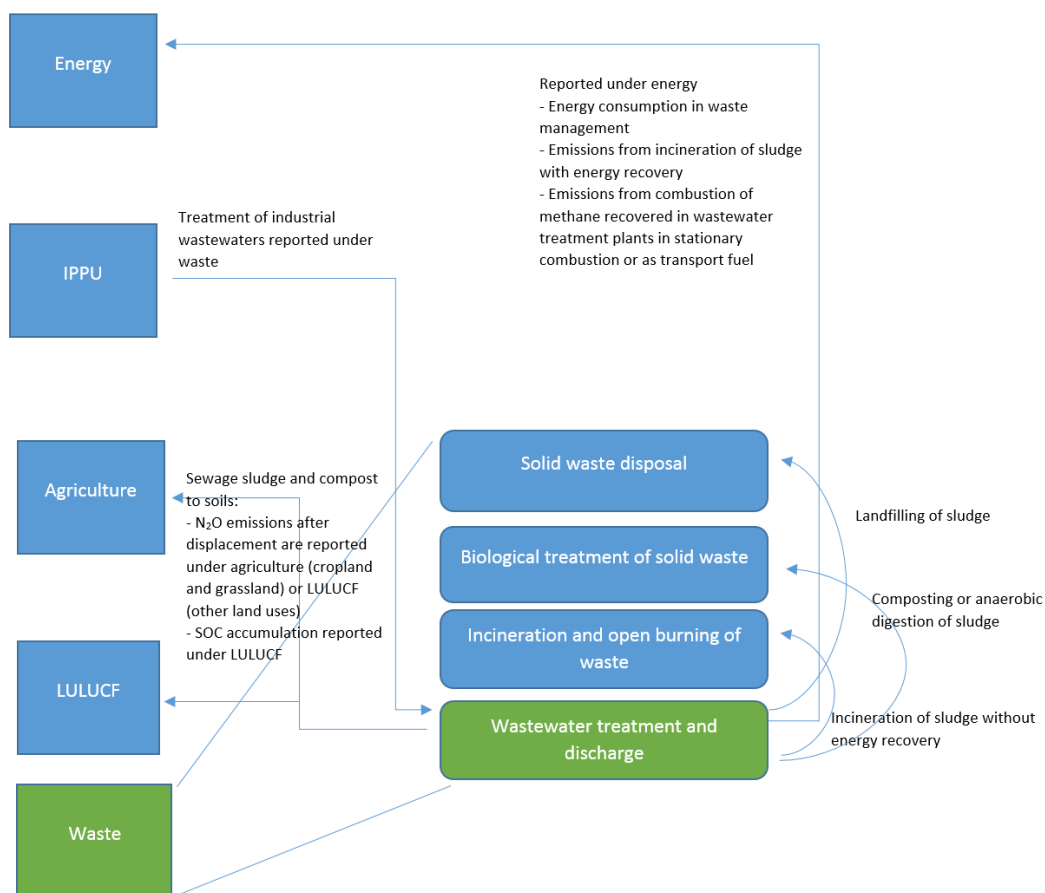 Energy
Reported under energy
- Energy consumption in waste
management
- Emissions from incineration of sludge
with energy recovery
- Emissions from combustion of
methane recovered in wastewater
treatment plants in stationary
combustion or as transport fuel
IPPU
Treatment of industrial
wastewaters reported under
waste
Agriculture
Sewage sludge and compost
to soils:
- N₂O emissions after
displacement are reported
under agriculture (cropland
and grassland) or LULUCF
(other land uses)
- SOC accumulation reported
under LULUCF
LULUCF
Waste
Solid waste disposal
Biological treatment of solid waste
Incineration and open burning of
waste
Wastewater treatment and
discharge
Landfilling of sludge
Composting or anaerobic
digestion of sludge
Incineration of sludge without
energy recovery